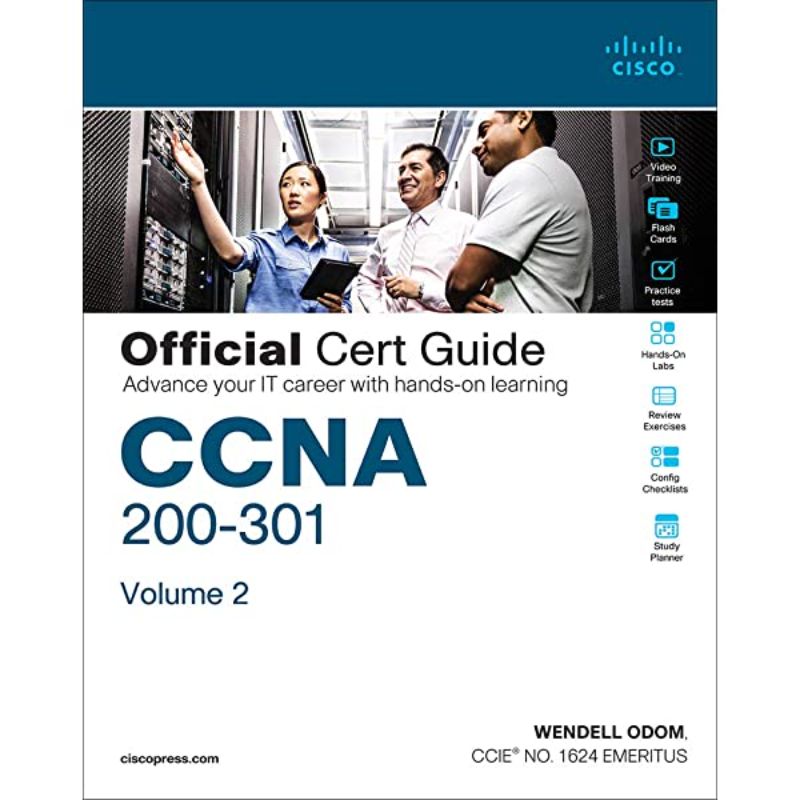 CISCO
Video
Training
Flash
Cards
Practice
tests
Hands-On
Labs
Review
Exercises
Config
Checklists
Study
Planner
Official Cert Guide
Advance your IT career with hands-on learning
CCNA
200-301
Volume 2
WENDELL ODOM,
CCIE® NO. 1624 EMERITUS
ciscopress.com